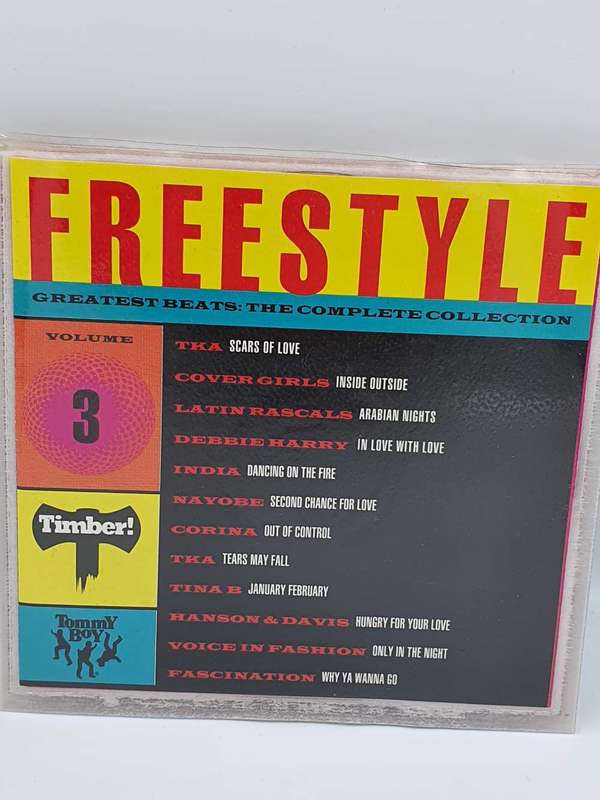 FREESTYLE
GREATEST BEATS: THE COMPLETE COLLECTION
VOLUME
3
TKA SCARS OF LOVE
COVER GIRLS INSIDE OUTSIDE
LATIN RASCALS ARABIAN NIGHTS
DEBBIE HARRY IN LOVE WITH LOVE
INDIA DANCING ON THE FIRE
NAYOBE SECOND CHANCE FOR LOVE
CORINA OUT OF CONTROL
TKA TEARS MAY FALL
TINA B JANUARY FEBRUARY
HANSON & DAVIS HUNGRY FOR YOUR LOVE
VOICE IN FASHION ONLY IN THE NIGHT
FASCINATION WHY YA WANNA GO
Timber!
Tommy
Boy